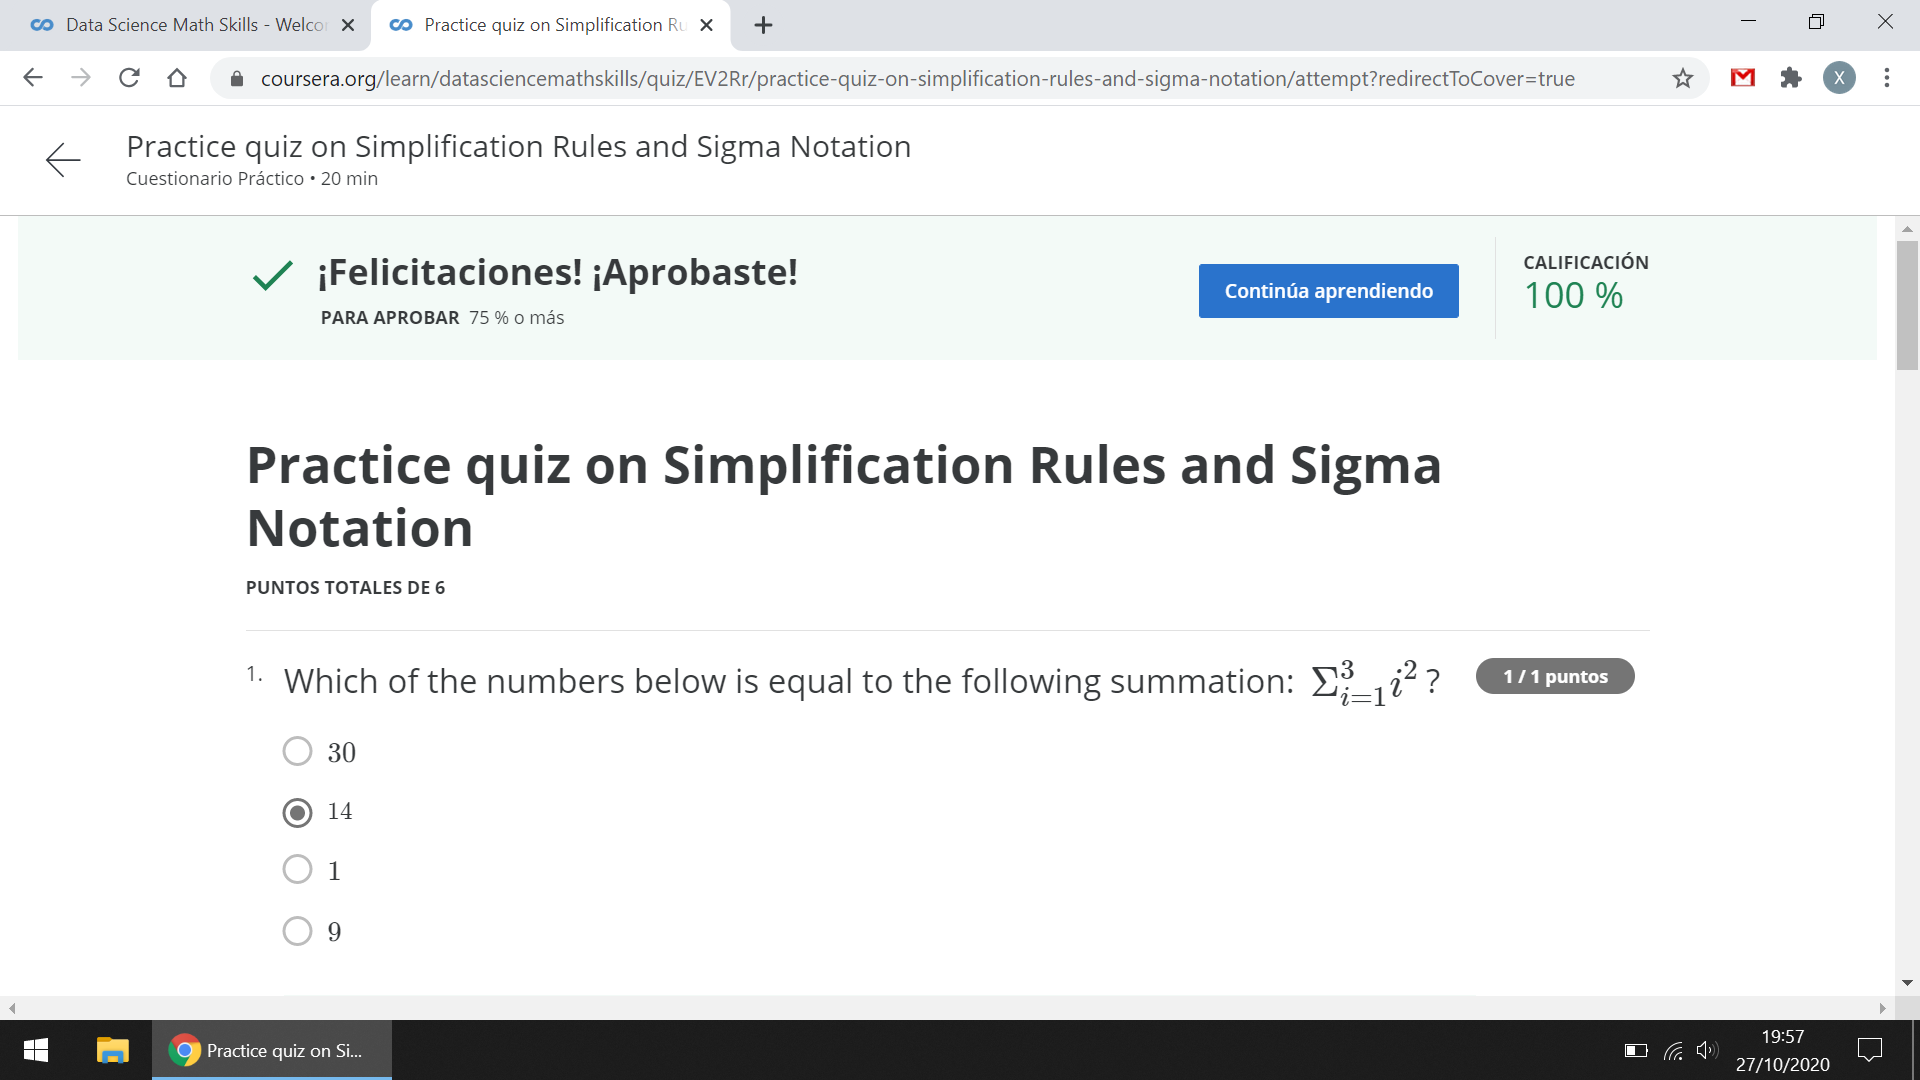 Data Science Math Skills - Welco
Practice quiz on Simplification Ru
coursera.org/learn/datasciencemathskills/quiz/EV2Rr/practice-quiz-on-simplification-rules-and-sigma-notation/attempt?redirectToCover=true
X
Practice quiz on Simplification Rules and Sigma Notation
Cuestionario Práctico • 20 min
¡Felicitaciones! ¡Aprobaste!
PARA APROBAR 75 % o más
Continúa aprendiendo
CALIFICACIÓN
100 %
Practice quiz on Simplification Rules and Sigma
Notation
PUNTOS TOTALES DE 6
1. Which of the numbers below is equal to the following summation: Σ_{i=1}^{3} i² ?
1 / 1 puntos
30
14
1
9
Practice quiz on Si...
19:57
27/10/2020